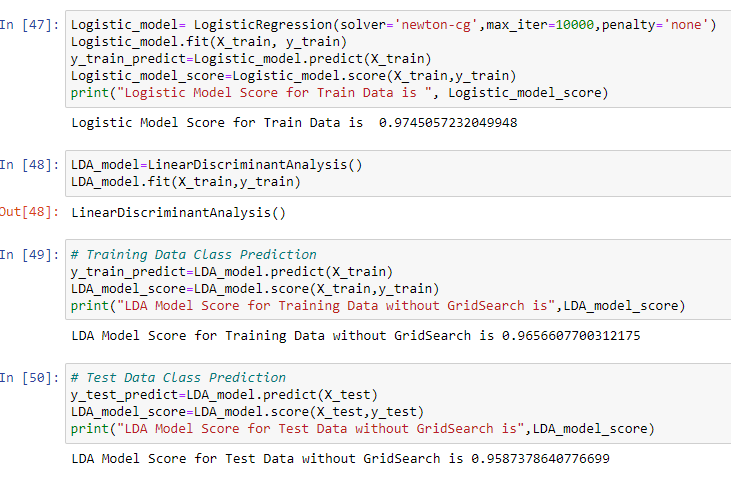 In [47]: Logistic_model= LogisticRegression(solver='newton-cg',max_iter=10000,penalty='none')
Logistic_model.fit(X_train, y_train)
y_train_predict=Logistic_model.predict(X_train)
Logistic_model_score=Logistic_model.score(X_train,y_train)
print("Logistic Model Score for Train Data is ", Logistic_model_score)
Logistic Model Score for Train Data is  0.9745057232049948
In [48]: LDA_model=LinearDiscriminantAnalysis()
LDA_model.fit(X_train,y_train)
Out[48]: LinearDiscriminantAnalysis()
In [49]: # Training Data Class Prediction
y_train_predict=LDA_model.predict(X_train)
LDA_model_score=LDA_model.score(X_train,y_train)
print("LDA Model Score for Training Data without GridSearch is",LDA_model_score)
LDA Model Score for Training Data without GridSearch is 0.9656607700312175
In [50]: # Test Data Class Prediction
y_test_predict=LDA_model.predict(X_test)
LDA_model_score=LDA_model.score(X_test,y_test)
print("LDA Model Score for Test Data without GridSearch is",LDA_model_score)
LDA Model Score for Test Data without GridSearch is 0.9587378640776699